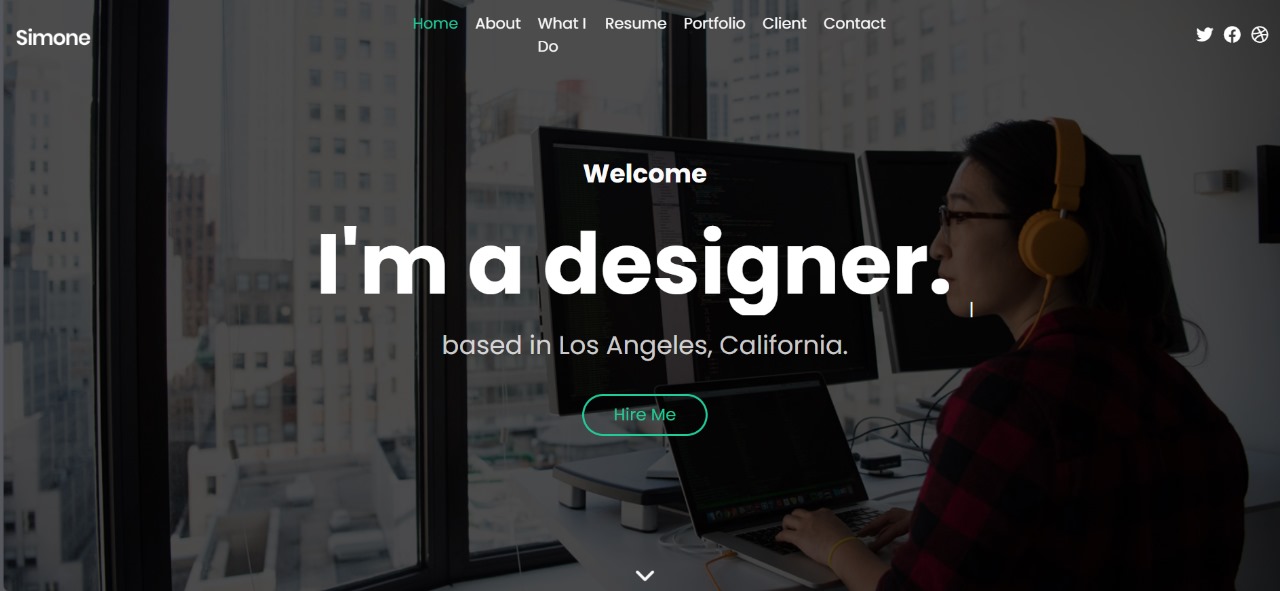 Simone
Home About What I Do Resume Portfolio Client Contact
Welcome
I'm a designer.
based in Los Angeles, California.
Hire Me